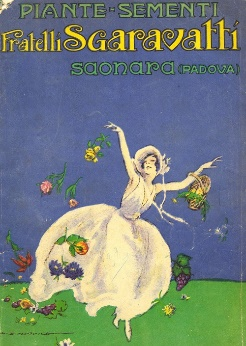 PIANTE-SEMENTI
Fratelli Sgaravatti
Saonara (PADOVA)